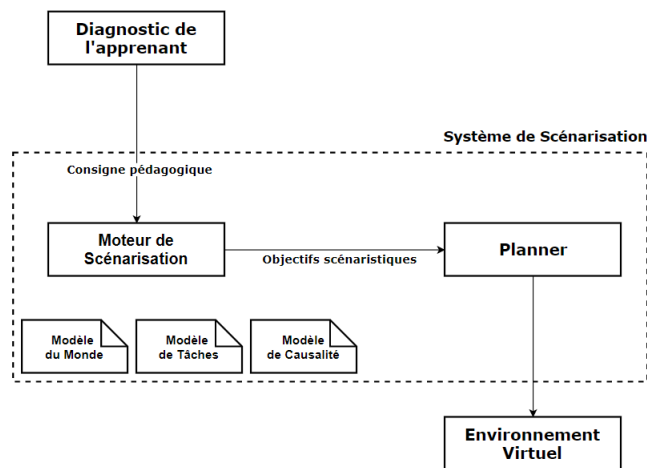 Diagnostic de
l'apprenant
Système de Scénarisation
Consigne pédagogique
Moteur de
Scénarisation
Objectifs scénaristiques
Planner
Modèle
du Monde
Modèle
de Tâches
Modèle
de Causalité
Environnement
Virtuel